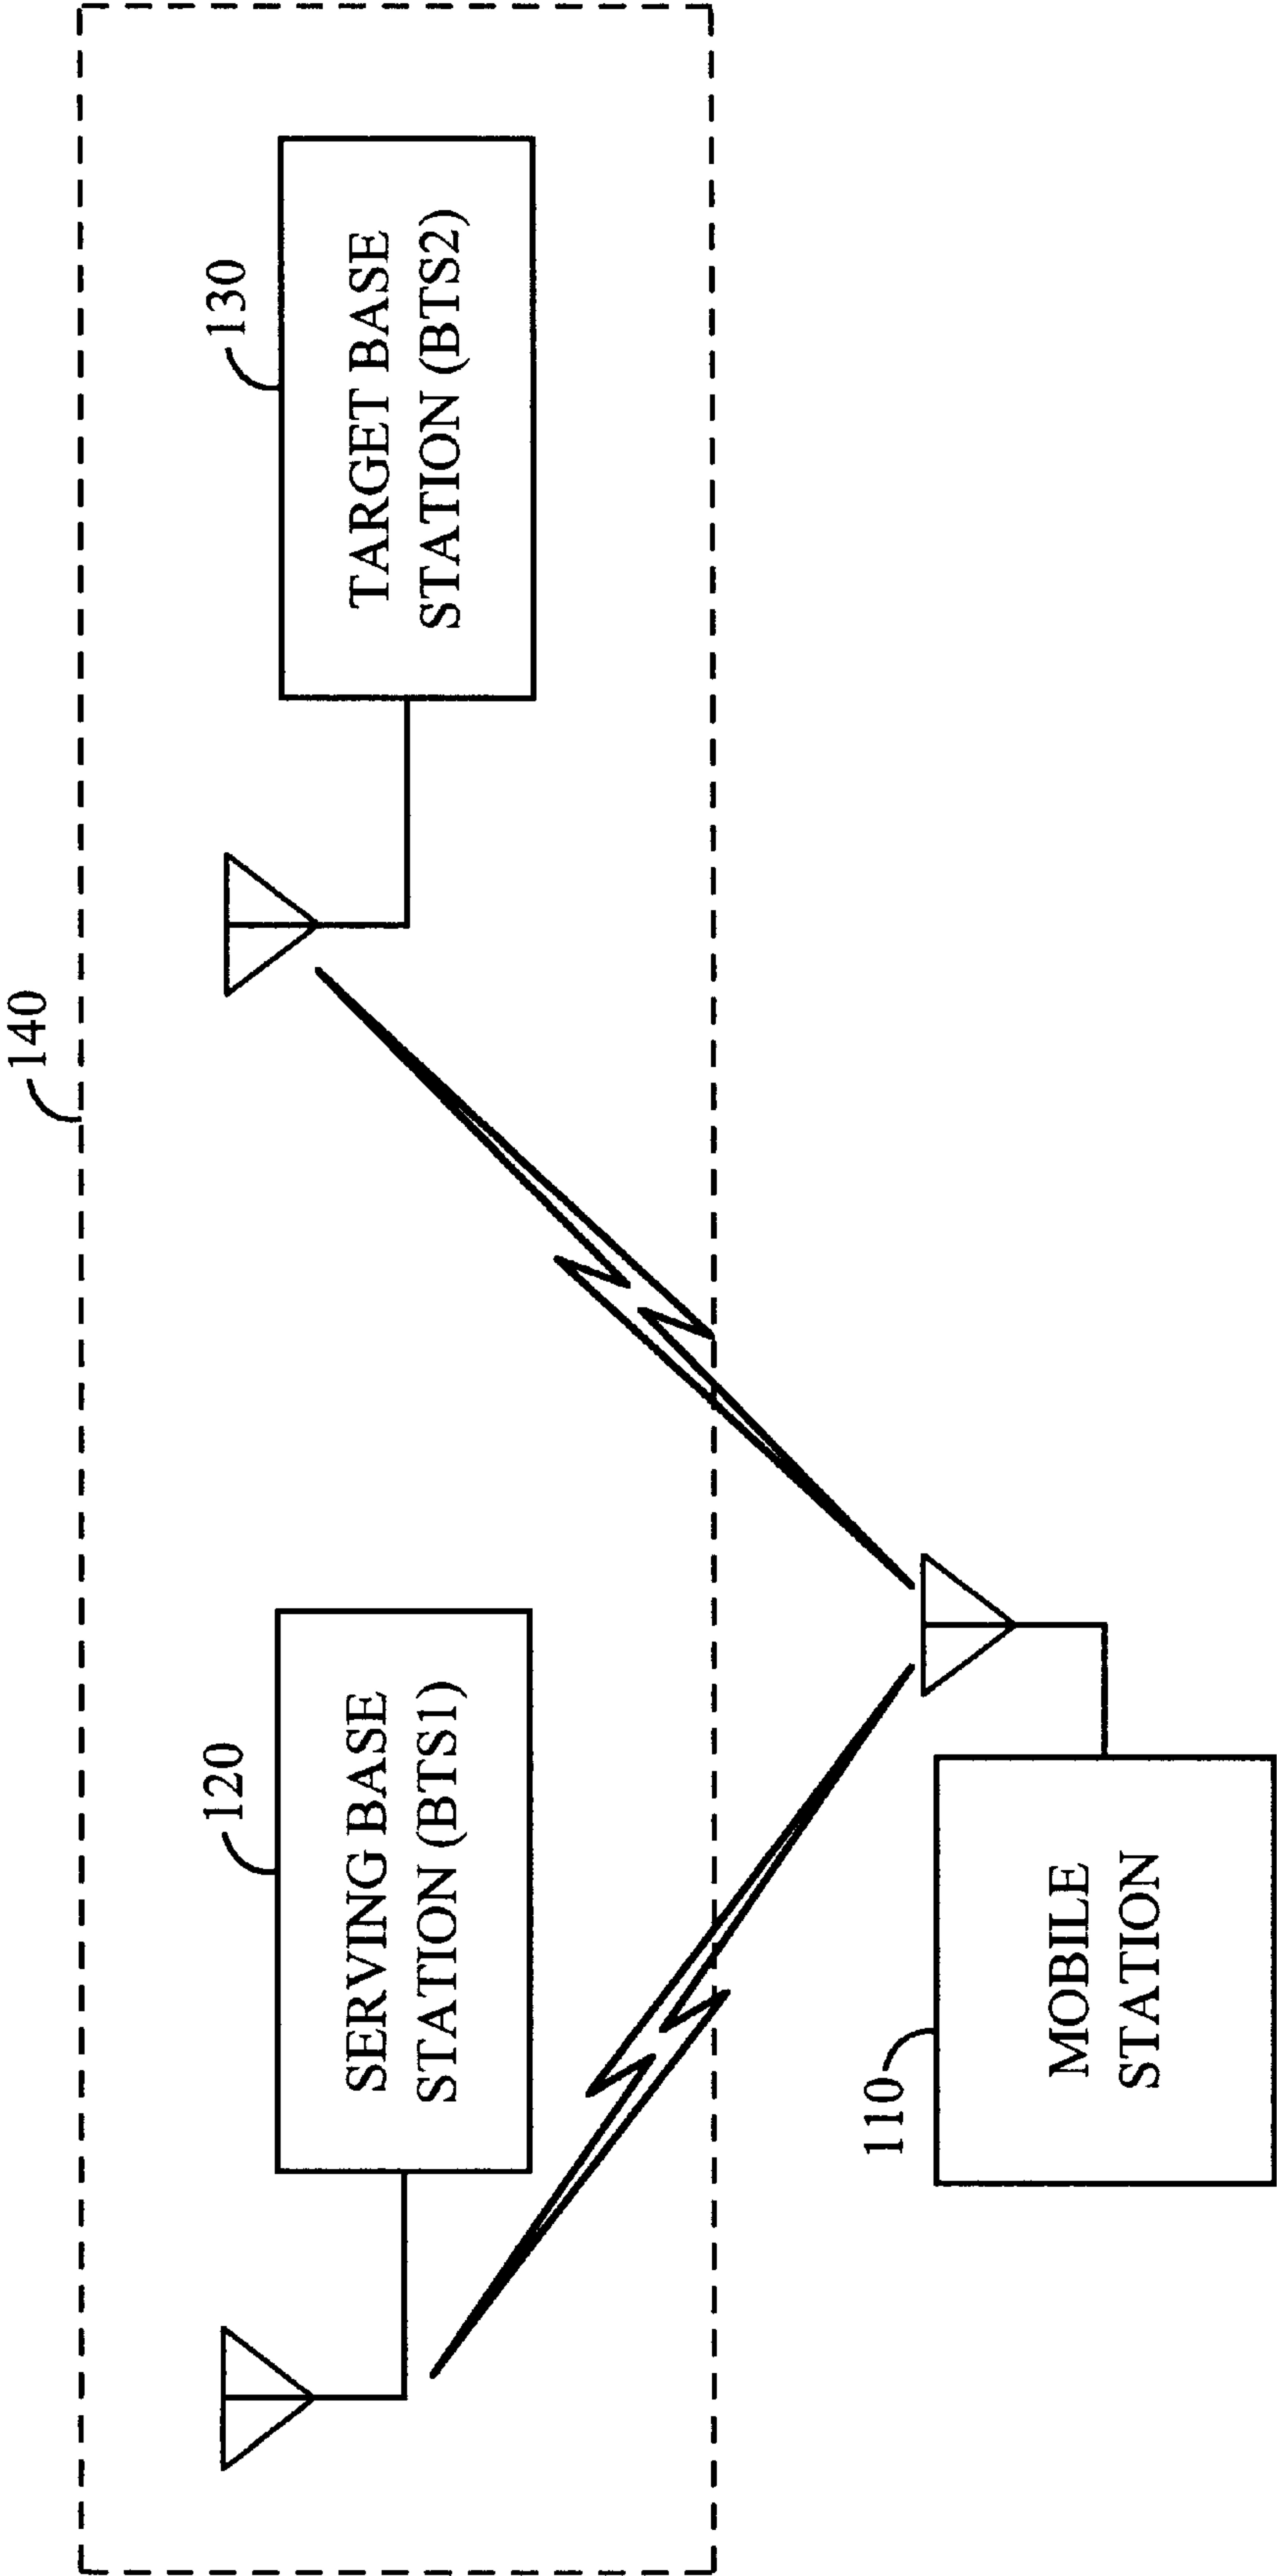 140
120
SERVING BASE
STATION (BTS1)
130
TARGET BASE
STATION (BTS2)
110
MOBILE
STATION